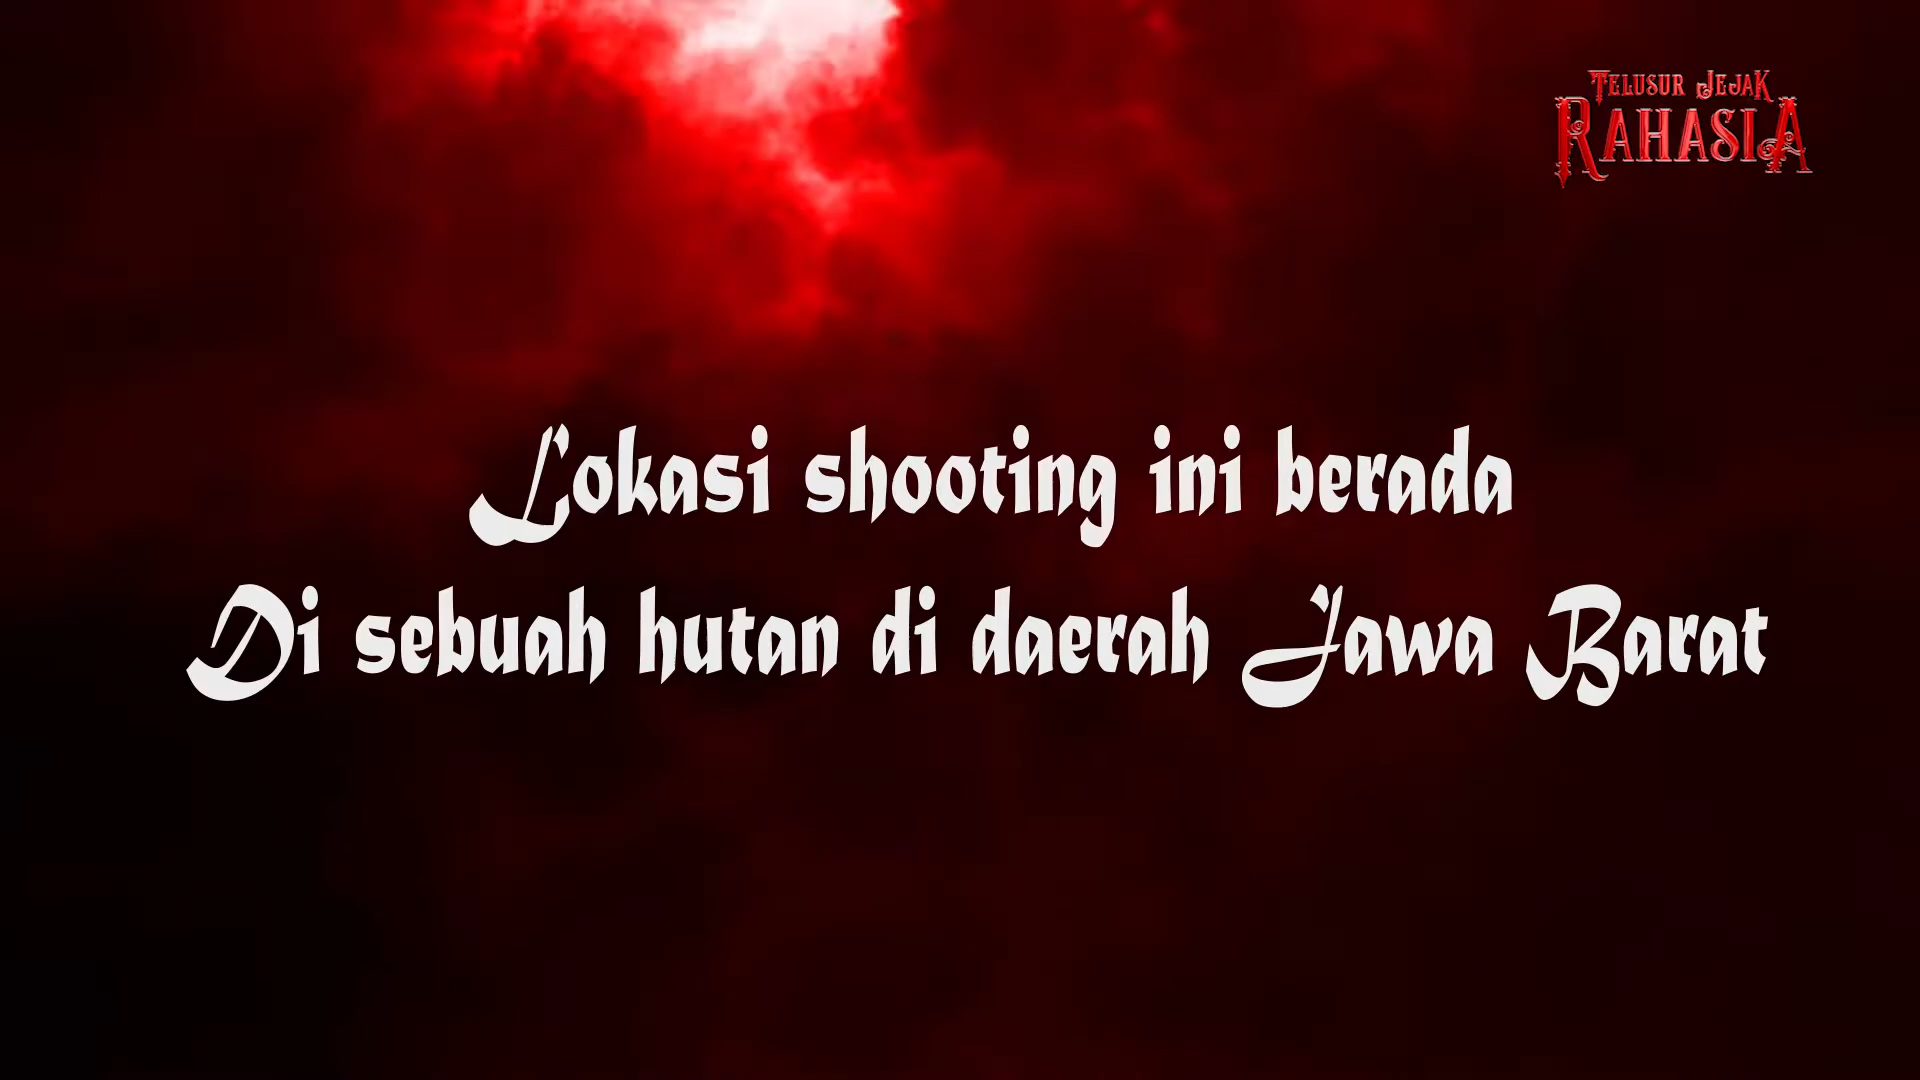 TELUSUR JEJAK
RAHASIA
Lokasi shooting ini berada
Di sebuah hutan di daerah Jawa Barat